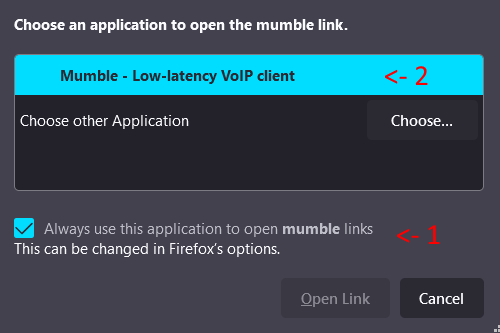 Choose an application to open the mumble link.
Mumble - Low-latency VoIP client <- 2
Choose other Application Choose...
Always use this application to open mumble links <- 1
This can be changed in Firefox's options.
Open Link Cancel